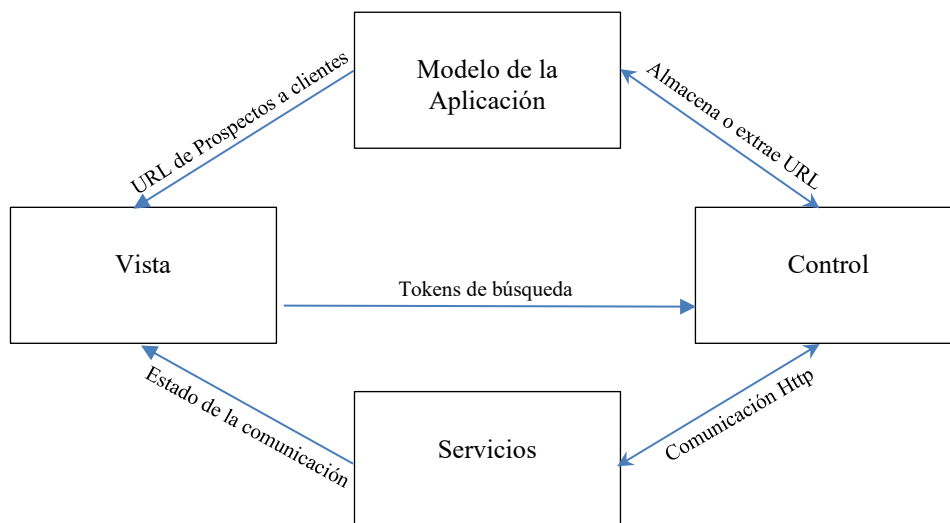 Modelo de la
Aplicación
URL de Prospectos a clientes
Almacena o extrae URL
Vista
Control
Tokens de búsqueda
Estado de la comunicación
Comunicación Http
Servicios